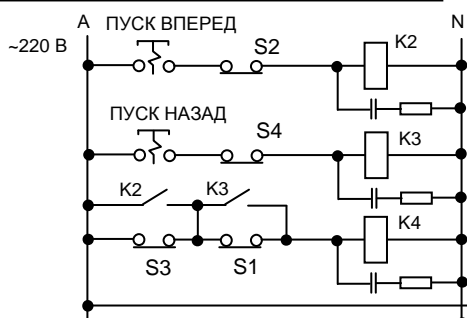 А ПУСК ВПЕРЕД N
~220 В S2 K2
ПУСК НАЗАД
S4 K3
K2 K3
K4
S3 S1